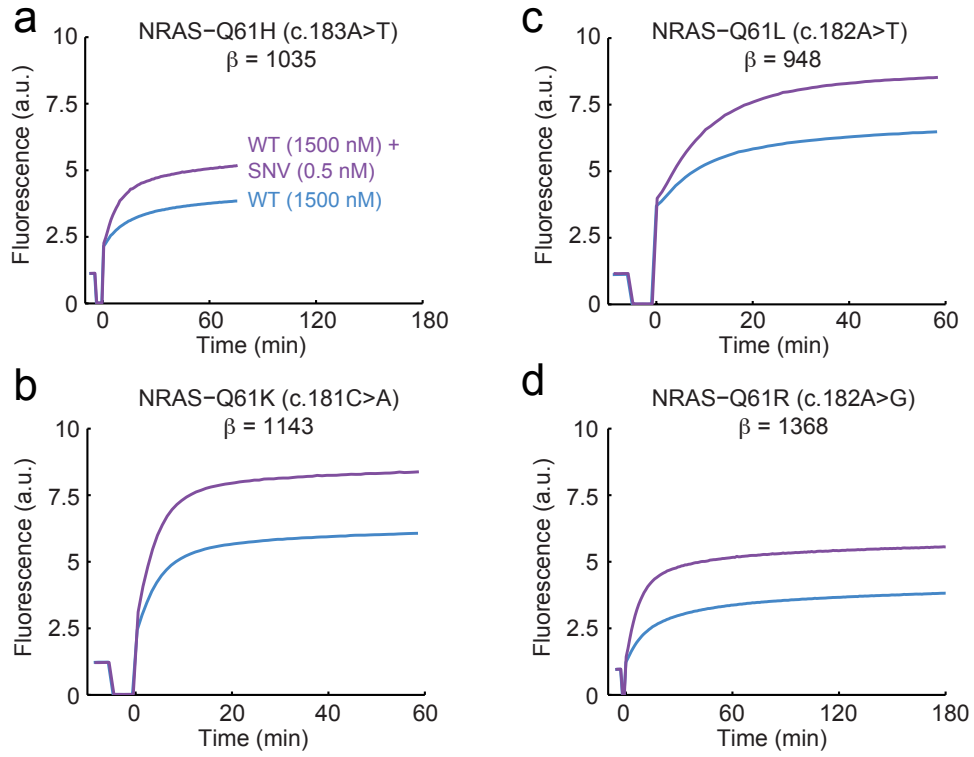 a
NRAS−Q61H (c.183A>T)
β = 1035
10
7.5
5
2.5
0
Fluorescence (a.u.)
WT (1500 nM) +
SNV (0.5 nM)
WT (1500 nM)
0 60 120 180
Time (min)
c
NRAS−Q61L (c.182A>T)
β = 948
10
7.5
5
2.5
0
Fluorescence (a.u.)
0 20 40 60
Time (min)
b
NRAS−Q61K (c.181C>A)
β = 1143
10
7.5
5
2.5
0
Fluorescence (a.u.)
0 20 40 60
Time (min)
d
NRAS−Q61R (c.182A>G)
β = 1368
10
7.5
5
2.5
0
Fluorescence (a.u.)
0 60 120 180
Time (min)